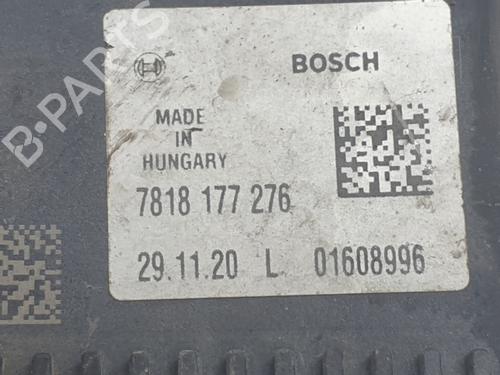 BOSCH
MADE
IN
HUNGARY
7818 177 276
29.11.20 L 01608996
B-PARTS